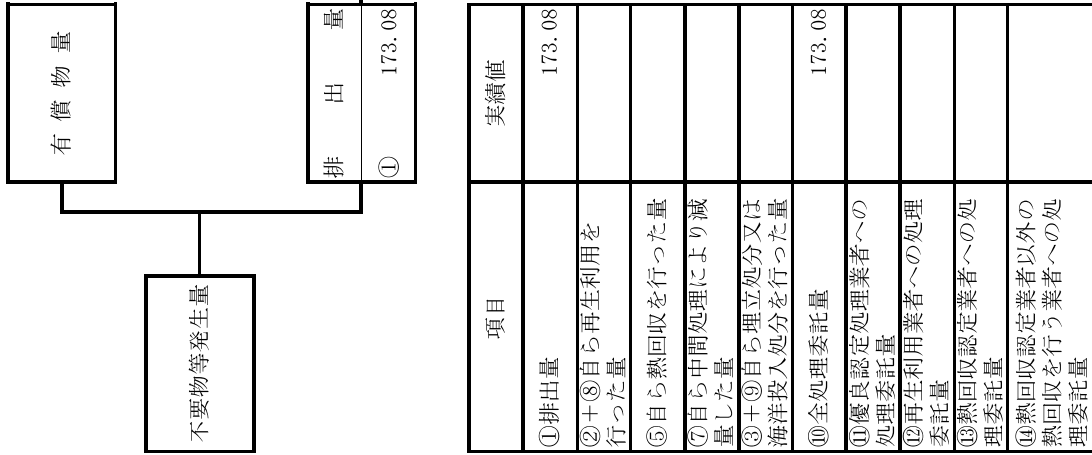 有償物量
排出量
① 173.08
不要物等発生量
項目 実績値
①排出量 173.08
②＋⑧自ら再生利用を
行った量
⑤自ら熱回収を行った量
⑦自ら中間処理により減
量した量
③＋⑨自ら埋立処分又は
海洋投入処分を行った量
⑩全処理委託量 173.08
⑪優良認定処理業者への
処理委託量
⑫再生利用業者への処理
委託量
⑬熱回収認定業者への処
理委託量
⑭熱回収認定業者以外の
熱回収を行う業者への処
理委託量